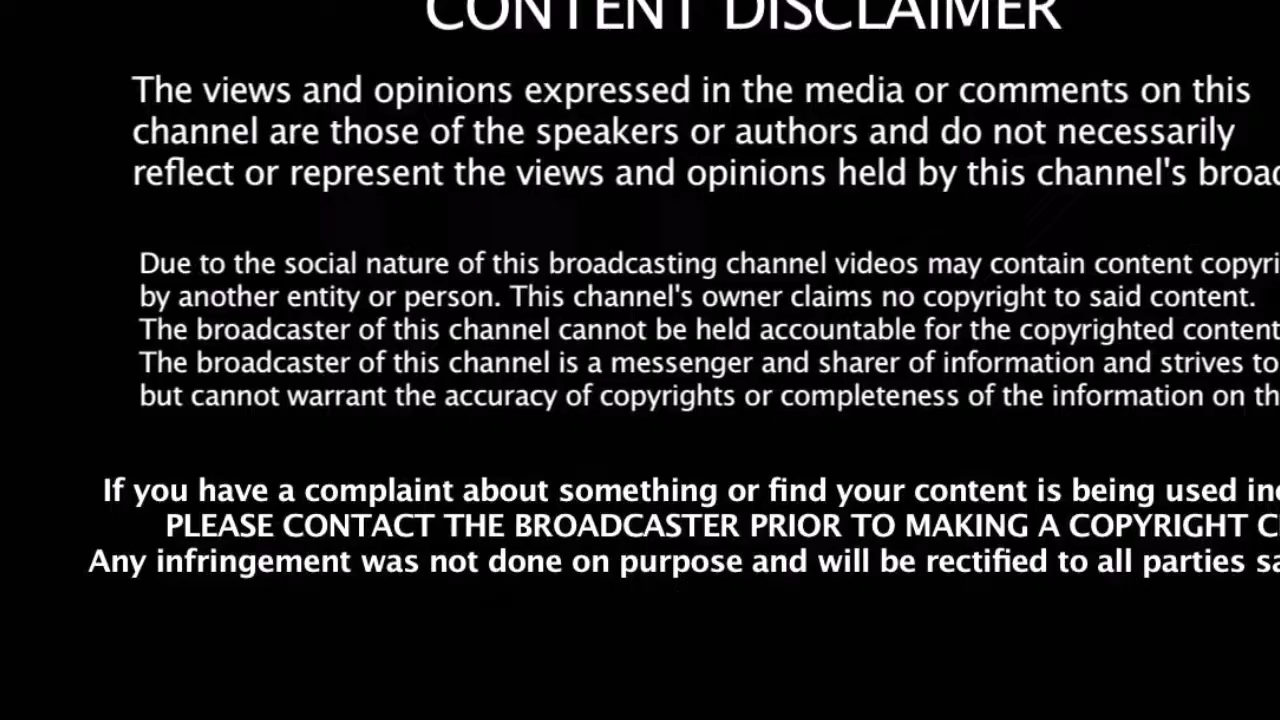 CONTENT DISCLAIMER
The views and opinions expressed in the media or comments on this
channel are those of the speakers or authors and do not necessarily
reflect or represent the views and opinions held by this channel's broad
Due to the social nature of this broadcasting channel videos may contain content copyri
by another entity or person. This channel's owner claims no copyright to said content.
The broadcaster of this channel cannot be held accountable for the copyrighted content
The broadcaster of this channel is a messenger and sharer of information and strives to
but cannot warrant the accuracy of copyrights or completeness of the information on th
If you have a complaint about something or find your content is being used inc
PLEASE CONTACT THE BROADCASTER PRIOR TO MAKING A COPYRIGHT C
Any infringement was not done on purpose and will be rectified to all parties sa